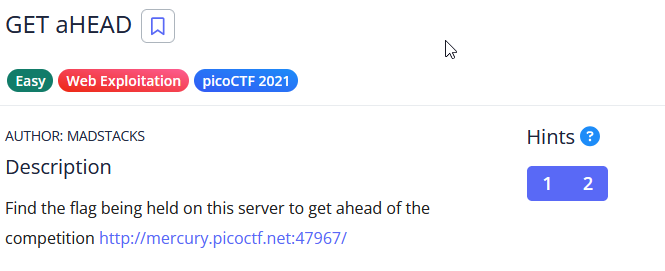 GET aHEAD
Easy Web Exploitation picoCTF 2021
AUTHOR: MADSTACKS
Description
Find the flag being held on this server to get ahead of the
competition http://mercury.picoctf.net:47967/
Hints ?
1 2